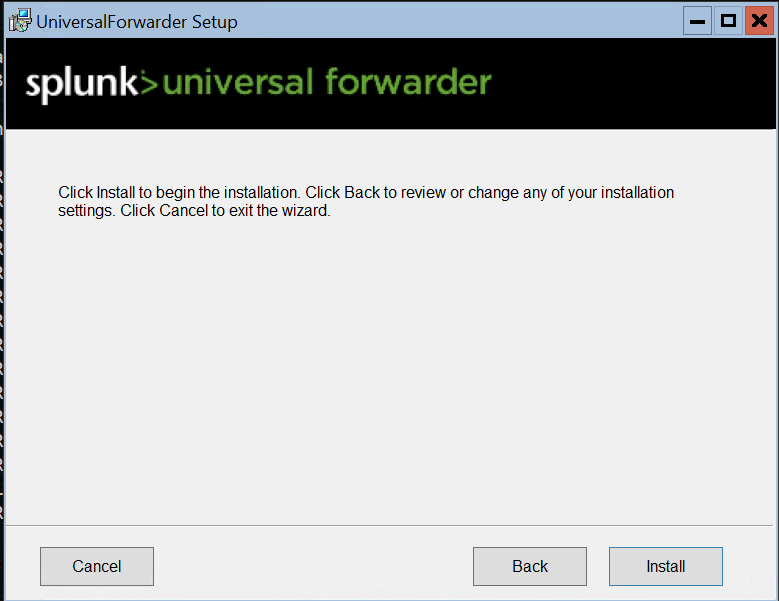 UniversalForwarder Setup
splunk>universal forwarder
Click Install to begin the installation. Click Back to review or change any of your installation
settings. Click Cancel to exit the wizard.
Cancel
Back
Install